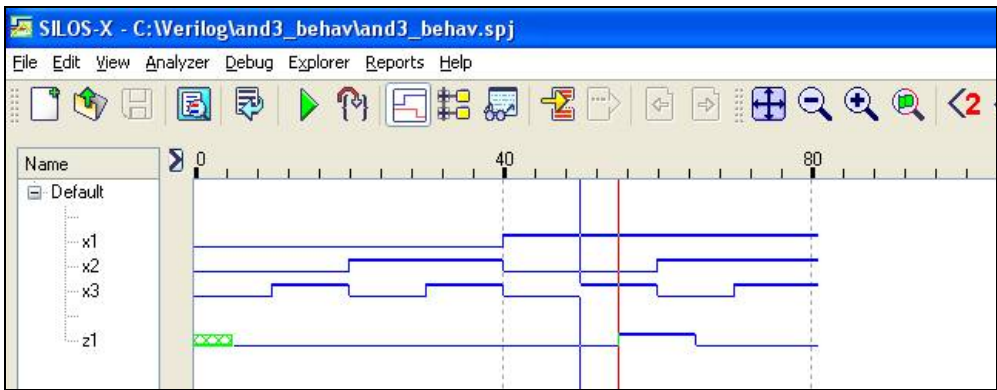 SILOS-X - C:\Verilog\and3_behav\and3_behav.spj
File Edit View Analyzer Debug Explorer Reports Help
2
Name 0 40 80
Default
x1
x2
x3
z1